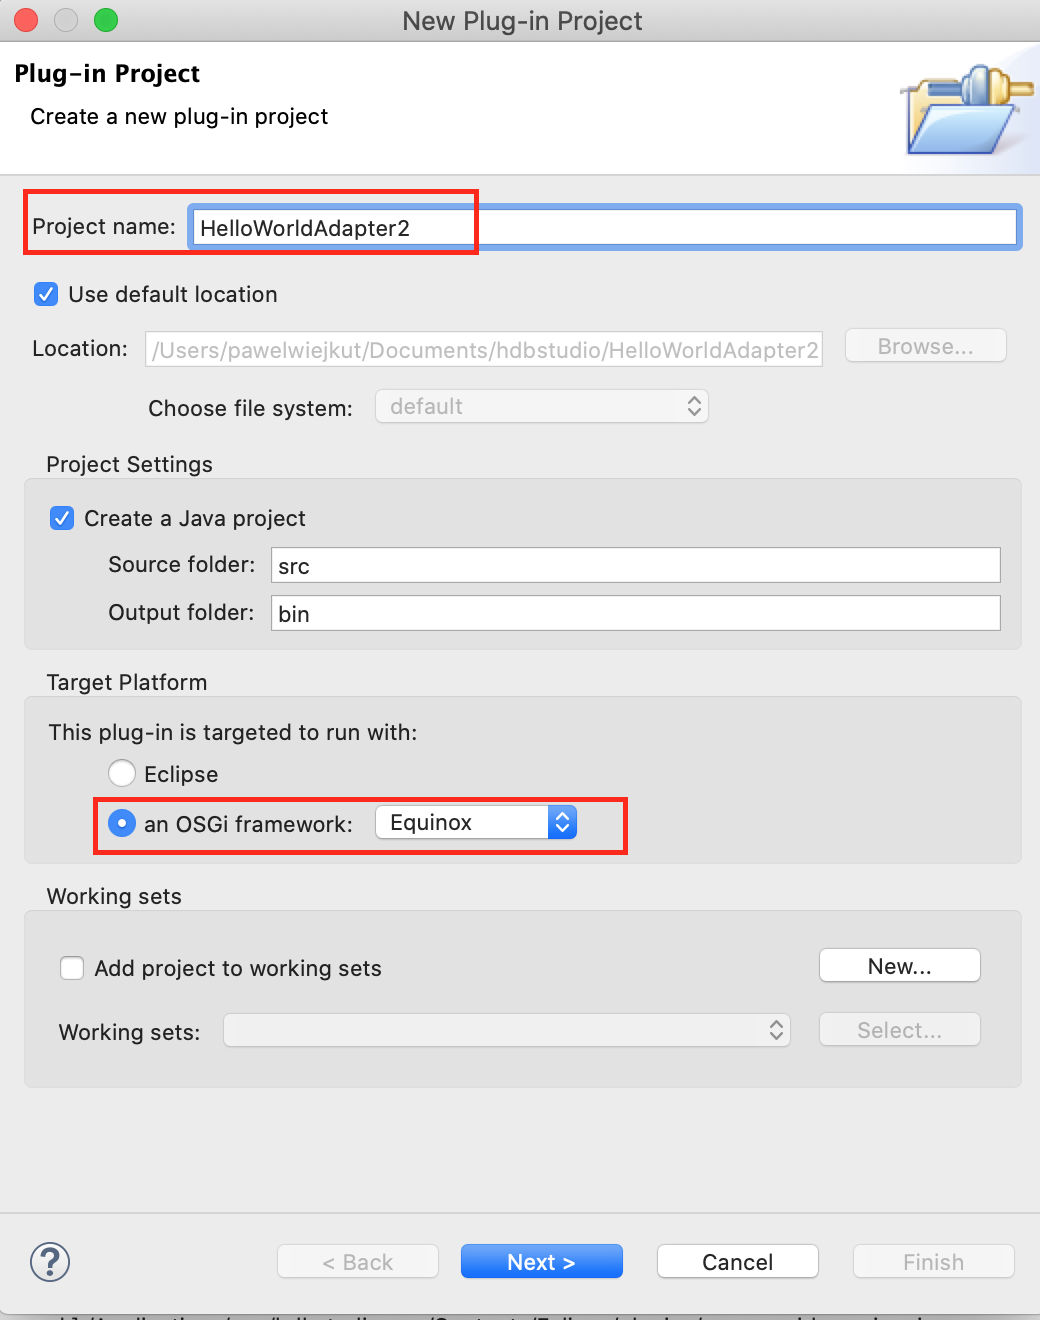 New Plug-in Project
Plug-in Project
Create a new plug-in project
Project name: HelloWorldAdapter2
Use default location
Location: /Users/pawelwiejkut/Documents/hdbstudio/HelloWorldAdapter2 Browse...
Choose file system: default
Project Settings
Create a Java project
Source folder: src
Output folder: bin
Target Platform
This plug-in is targeted to run with:
Eclipse
an OSGi framework: Equinox
Working sets
Add project to working sets New...
Working sets: Select...
? < Back Next > Cancel Finish